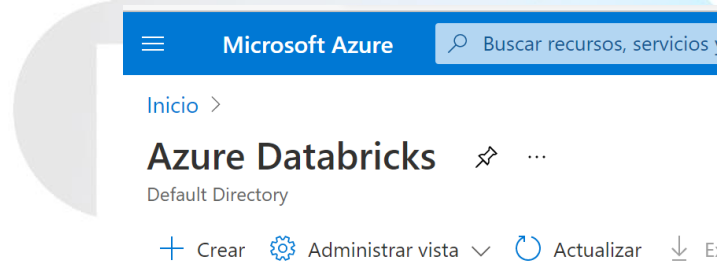 Microsoft Azure Buscar recursos, servicios
Inicio >
Azure Databricks ...
Default Directory
Crear Administrar vista Actualizar